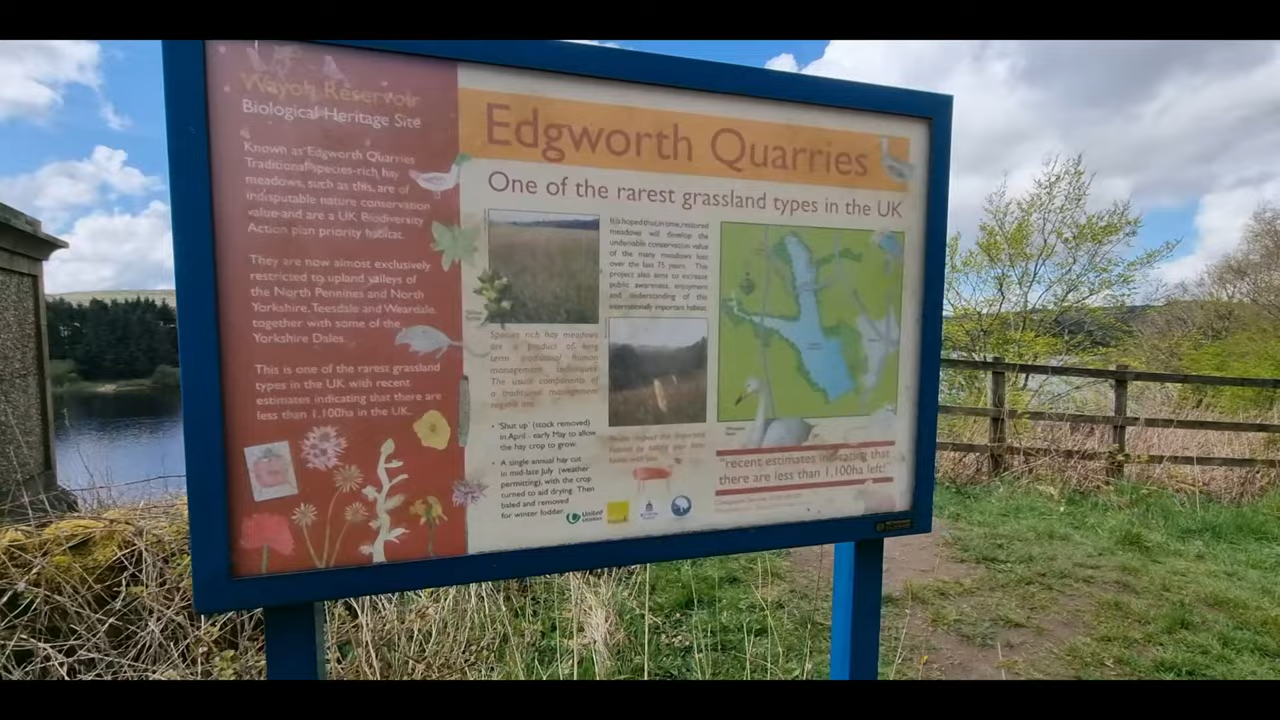 Wayoh Reservoir
Biological Heritage Site
Known as Edgworth Quarries
Traditional species-rich hay
meadows, such as this, are of
indisputable nature conservation
value and are a UK Biodiversity
Action plan priority habitat.
They are now almost exclusively
restricted to upland valleys of
the North Pennines and North
Yorkshire, Teesdale and Weardale,
together with some of the
Yorkshire Dales.
This is one of the rarest grassland
types in the UK with recent
estimates indicating that there are
less than 1,100ha in the UK.
Edgworth Quarries
One of the rarest grassland types in the UK
Species rich hay meadows
are a product of long
term traditional human
management techniques.
The usual components of
a traditional management
regime are:
• 'Shut up' (stock removed)
in April - early May to allow
the hay crop to grow.
• A single annual hay cut
in mid-late July (weather
permitting), with the crop
turned to aid drying. Then
baled and removed
for winter fodder.
It is hoped that, in time, restored
meadows will develop the
undeniable conservation value
of the many meadows lost
over the last 75 years. This
project also aims to increase
public awareness, enjoyment
and understanding of this
internationally important habitat.
United
Utilities
"recent estimates indicating that
there are less than 1,100ha left!"